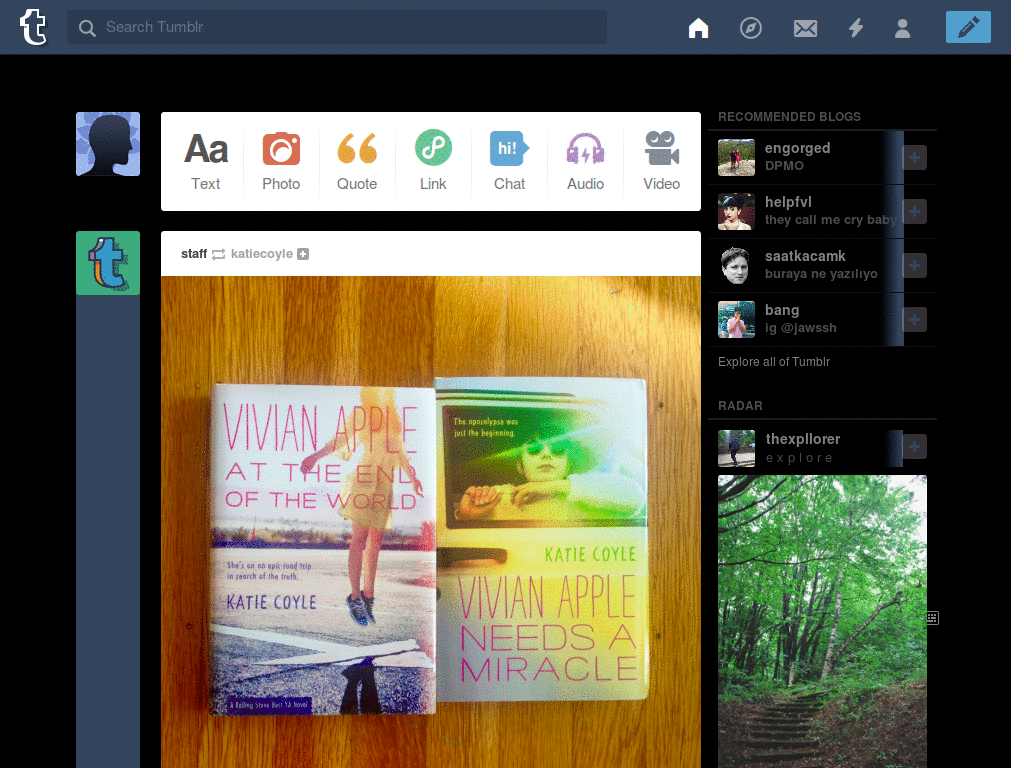 Search Tumblr
Aa
Text
Photo
Quote
Link
hi!
Chat
Audio
Video
staff katiecoyle
VIVIAN APPLE
AT THE END
OF THE WORLD
She's on an epic road trip
in search of the truth.
KATIE COYLE
A Rolling Stone Best YA Novel
The apocalypse was
just the beginning.
KATIE COYLE
VIVIAN APPLE
NEEDS A
MIRACLE
RECOMMENDED BLOGS
engorged
DPMO
helpfvl
they call me cry baby
saatkacamk
buraya ne yazılıyo
bang
ig @jawssh
Explore all of Tumblr
RADAR
thexpllorer
e x p l o r e